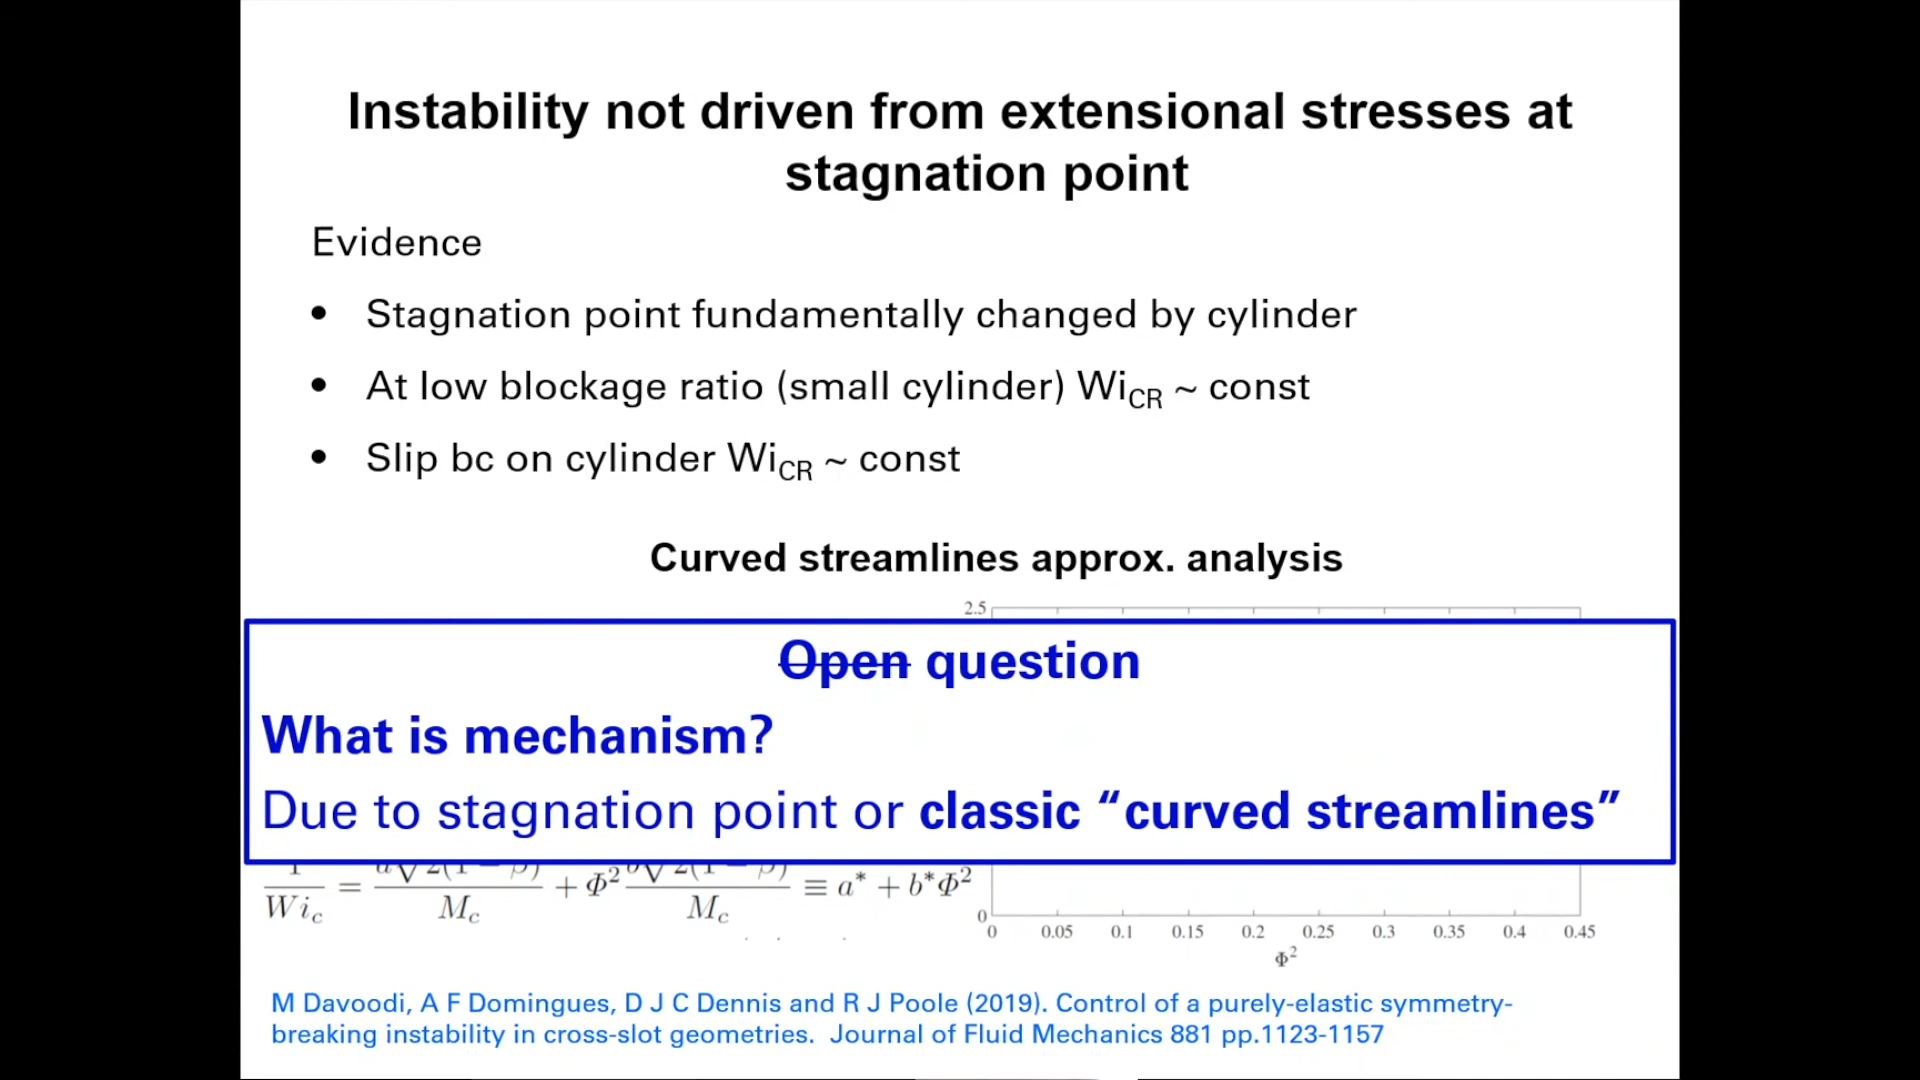 Instability not driven from extensional stresses at
stagnation point
Evidence
• Stagnation point fundamentally changed by cylinder
• At low blockage ratio (small cylinder) Wi_CR ~ const
• Slip bc on cylinder Wi_CR ~ const
Curved streamlines approx. analysis
2.5
Open question
What is mechanism?
Due to stagnation point or classic “curved streamlines”
1/Wi_c = /M_c + Φ² /M_c ≡ a* + b*Φ²
0
0 0.05 0.1 0.15 0.2 0.25 0.3 0.35 0.4 0.45
Φ²
M Davoodi, A F Domingues, D J C Dennis and R J Poole (2019). Control of a purely-elastic symmetry-
breaking instability in cross-slot geometries. Journal of Fluid Mechanics 881 pp.1123-1157